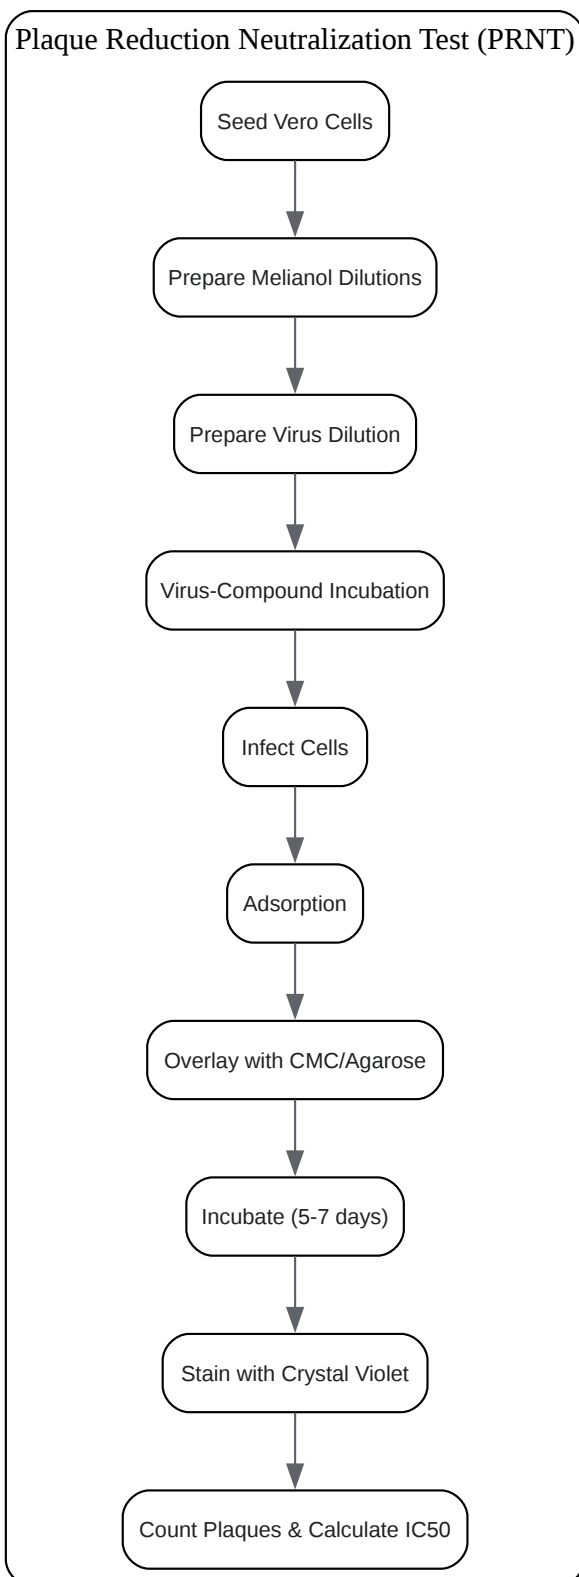 Plaque Reduction Neutralization Test (PRNT)
Seed Vero Cells
Prepare Melianol Dilutions
Prepare Virus Dilution
Virus-Compound Incubation
Infect Cells
Adsorption
Overlay with CMC/Agarose
Incubate (5-7 days)
Stain with Crystal Violet
Count Plaques & Calculate IC50